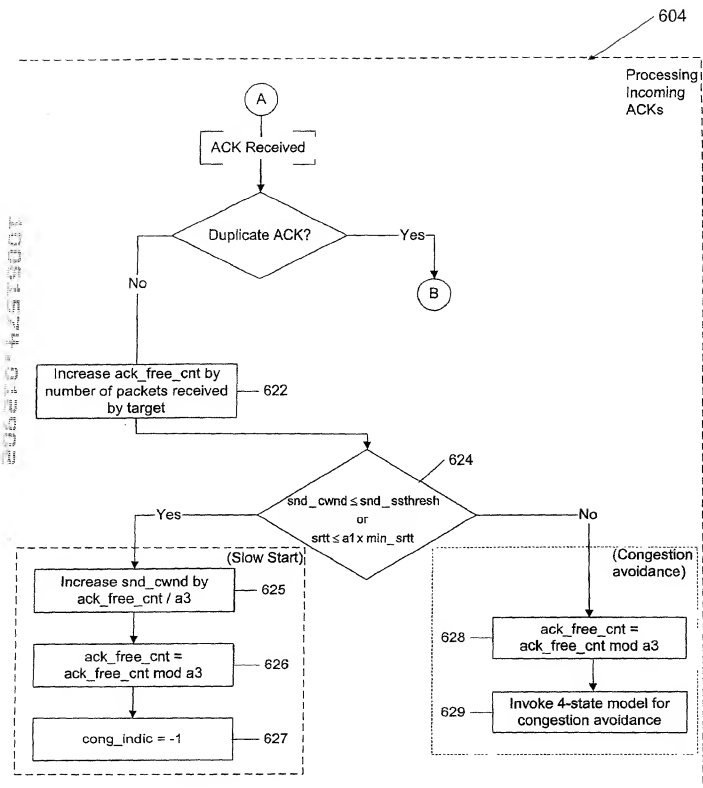 604
Processing
Incoming
ACKs
A
ACK Received
Duplicate ACK?
Yes
B
No
Increase ack_free_cnt by
number of packets received
by target
622
624
snd_cwnd ≤ snd_ssthresh
or
srtt ≤ a1 x min_srtt
Yes
No
(Slow Start)
Increase snd_cwnd by
ack_free_cnt / a3
625
ack_free_cnt =
ack_free_cnt mod a3
626
cong_indic = -1
627
(Congestion
avoidance)
628
ack_free_cnt =
ack_free_cnt mod a3
629
Invoke 4-state model for
congestion avoidance